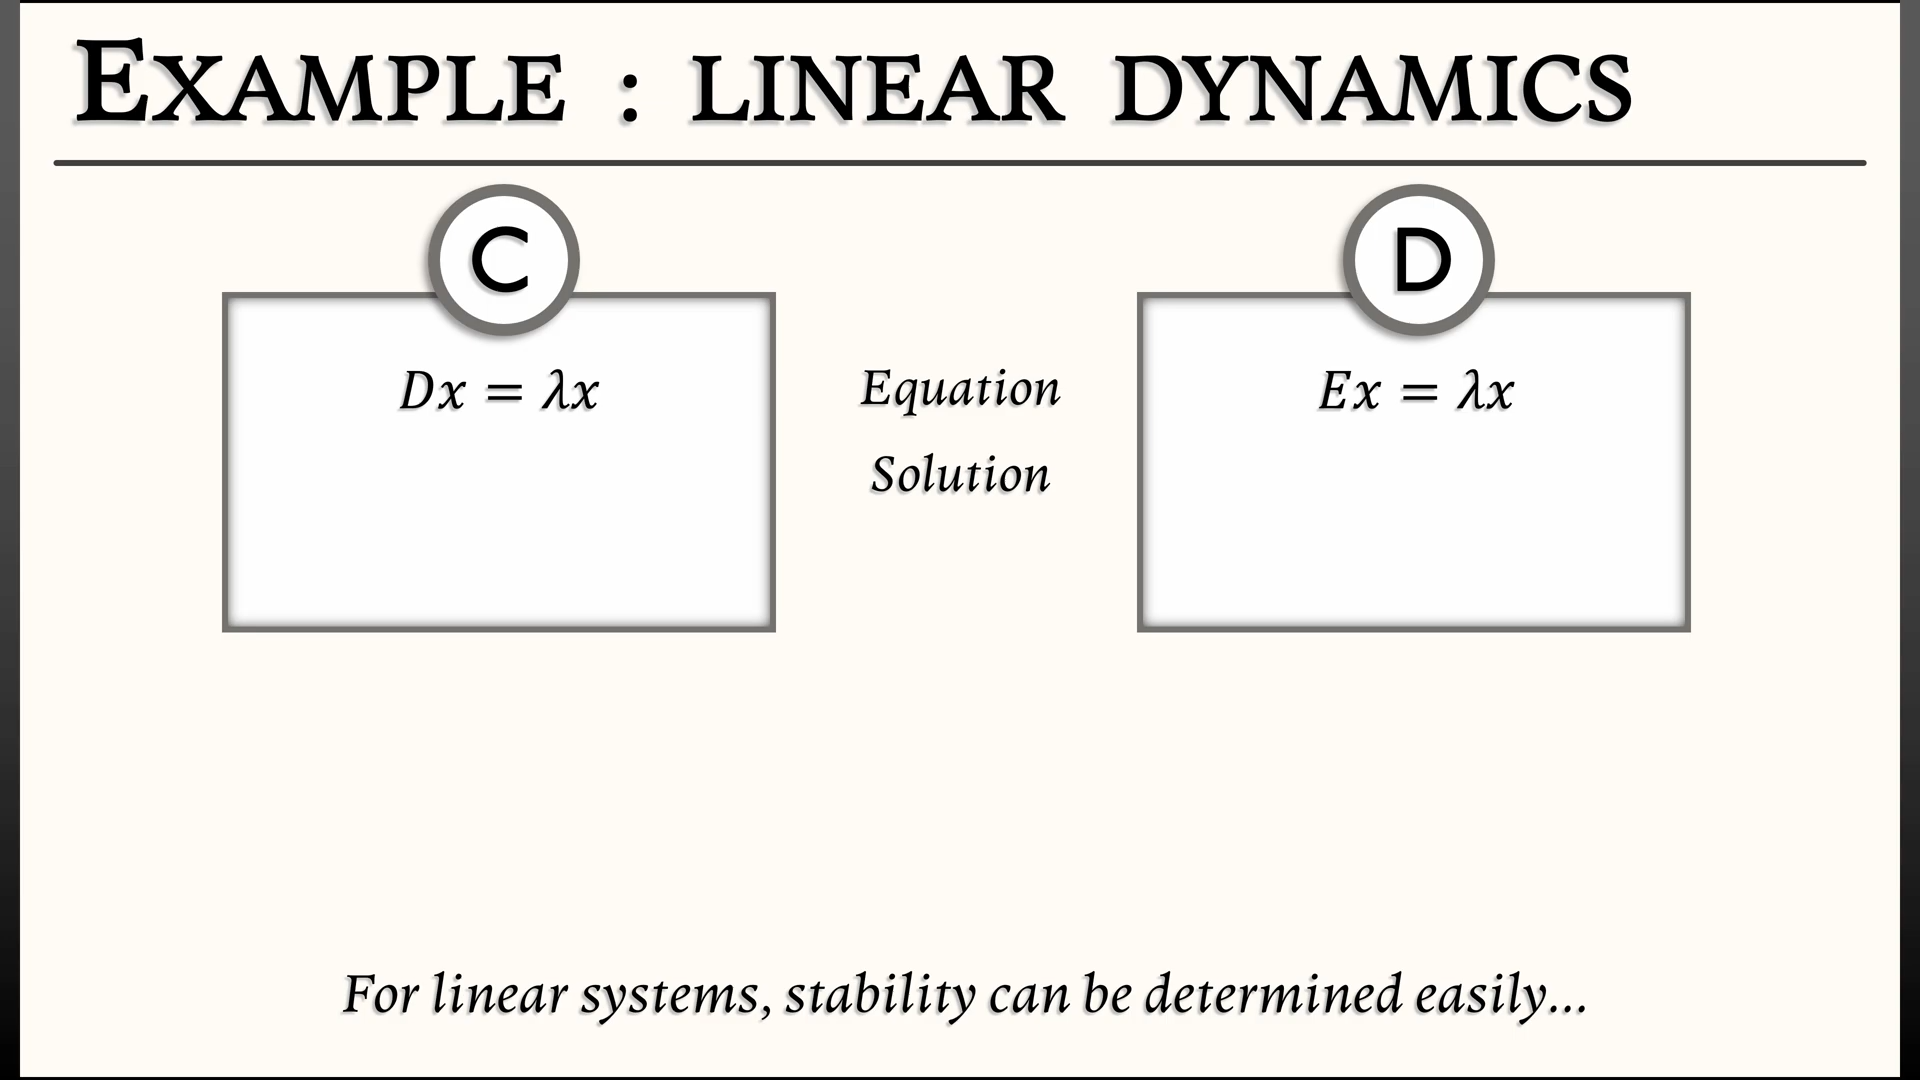 EXAMPLE : LINEAR DYNAMICS
C
D
Dx = λx
Equation
Ex = λx
Solution
For linear systems, stability can be determined easily...